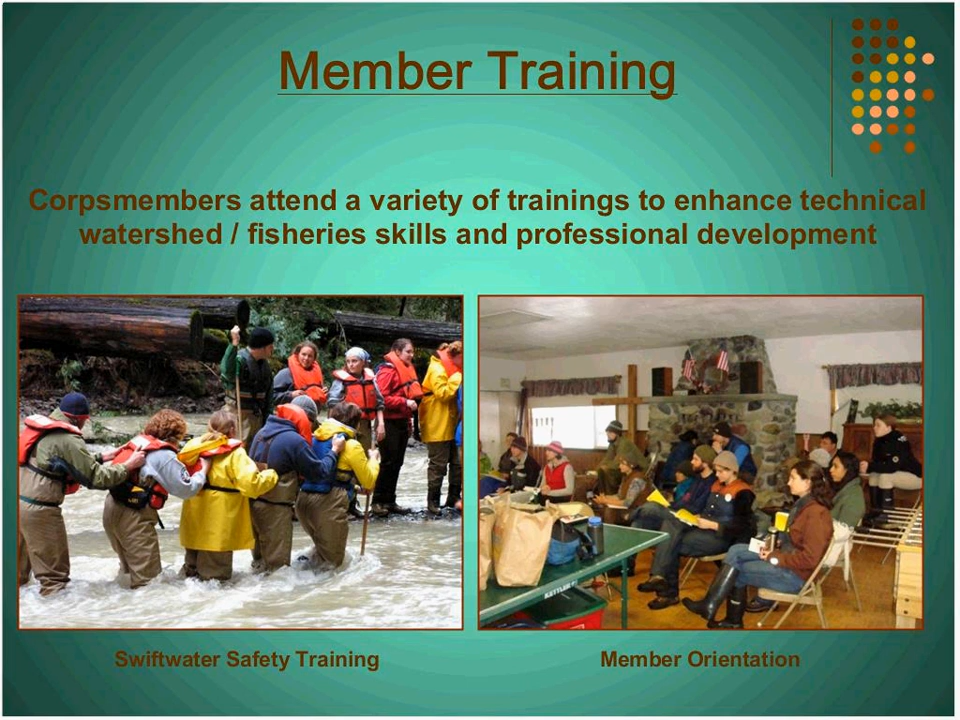 Member Training
Corpsmembers attend a variety of trainings to enhance technical
watershed / fisheries skills and professional development
KETTLER
Swiftwater Safety Training
Member Orientation